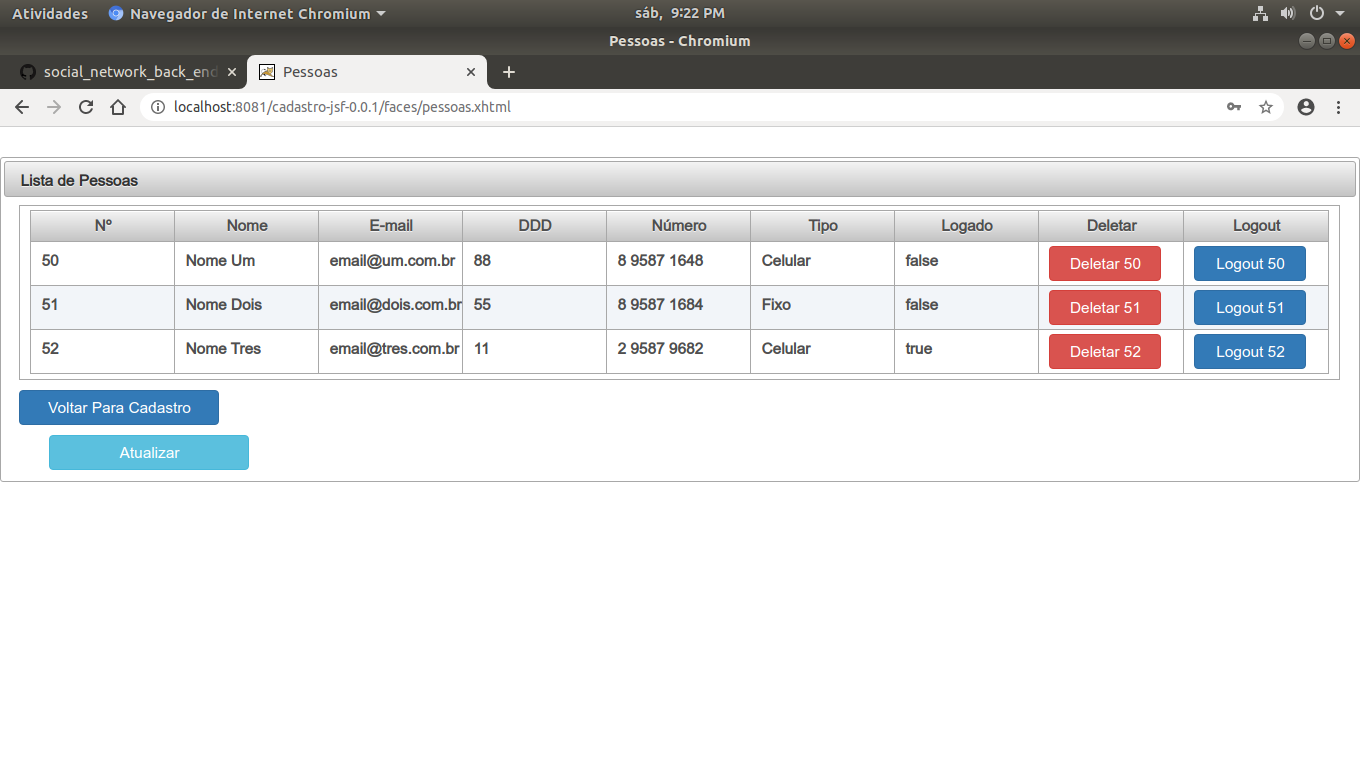 Atividades Navegador de Internet Chromium sáb, 9:22 PM
Pessoas - Chromium
social_network_back_end Pessoas
localhost:8081/cadastro-jsf-0.0.1/faces/pessoas.xhtml
Lista de Pessoas
Nº Nome E-mail DDD Número Tipo Logado Deletar Logout
50 Nome Um email@um.com.br 88 8 9587 1648 Celular false Deletar 50 Logout 50
51 Nome Dois email@dois.com.br 55 8 9587 1684 Fixo false Deletar 51 Logout 51
52 Nome Tres email@tres.com.br 11 2 9587 9682 Celular true Deletar 52 Logout 52
Voltar Para Cadastro
Atualizar